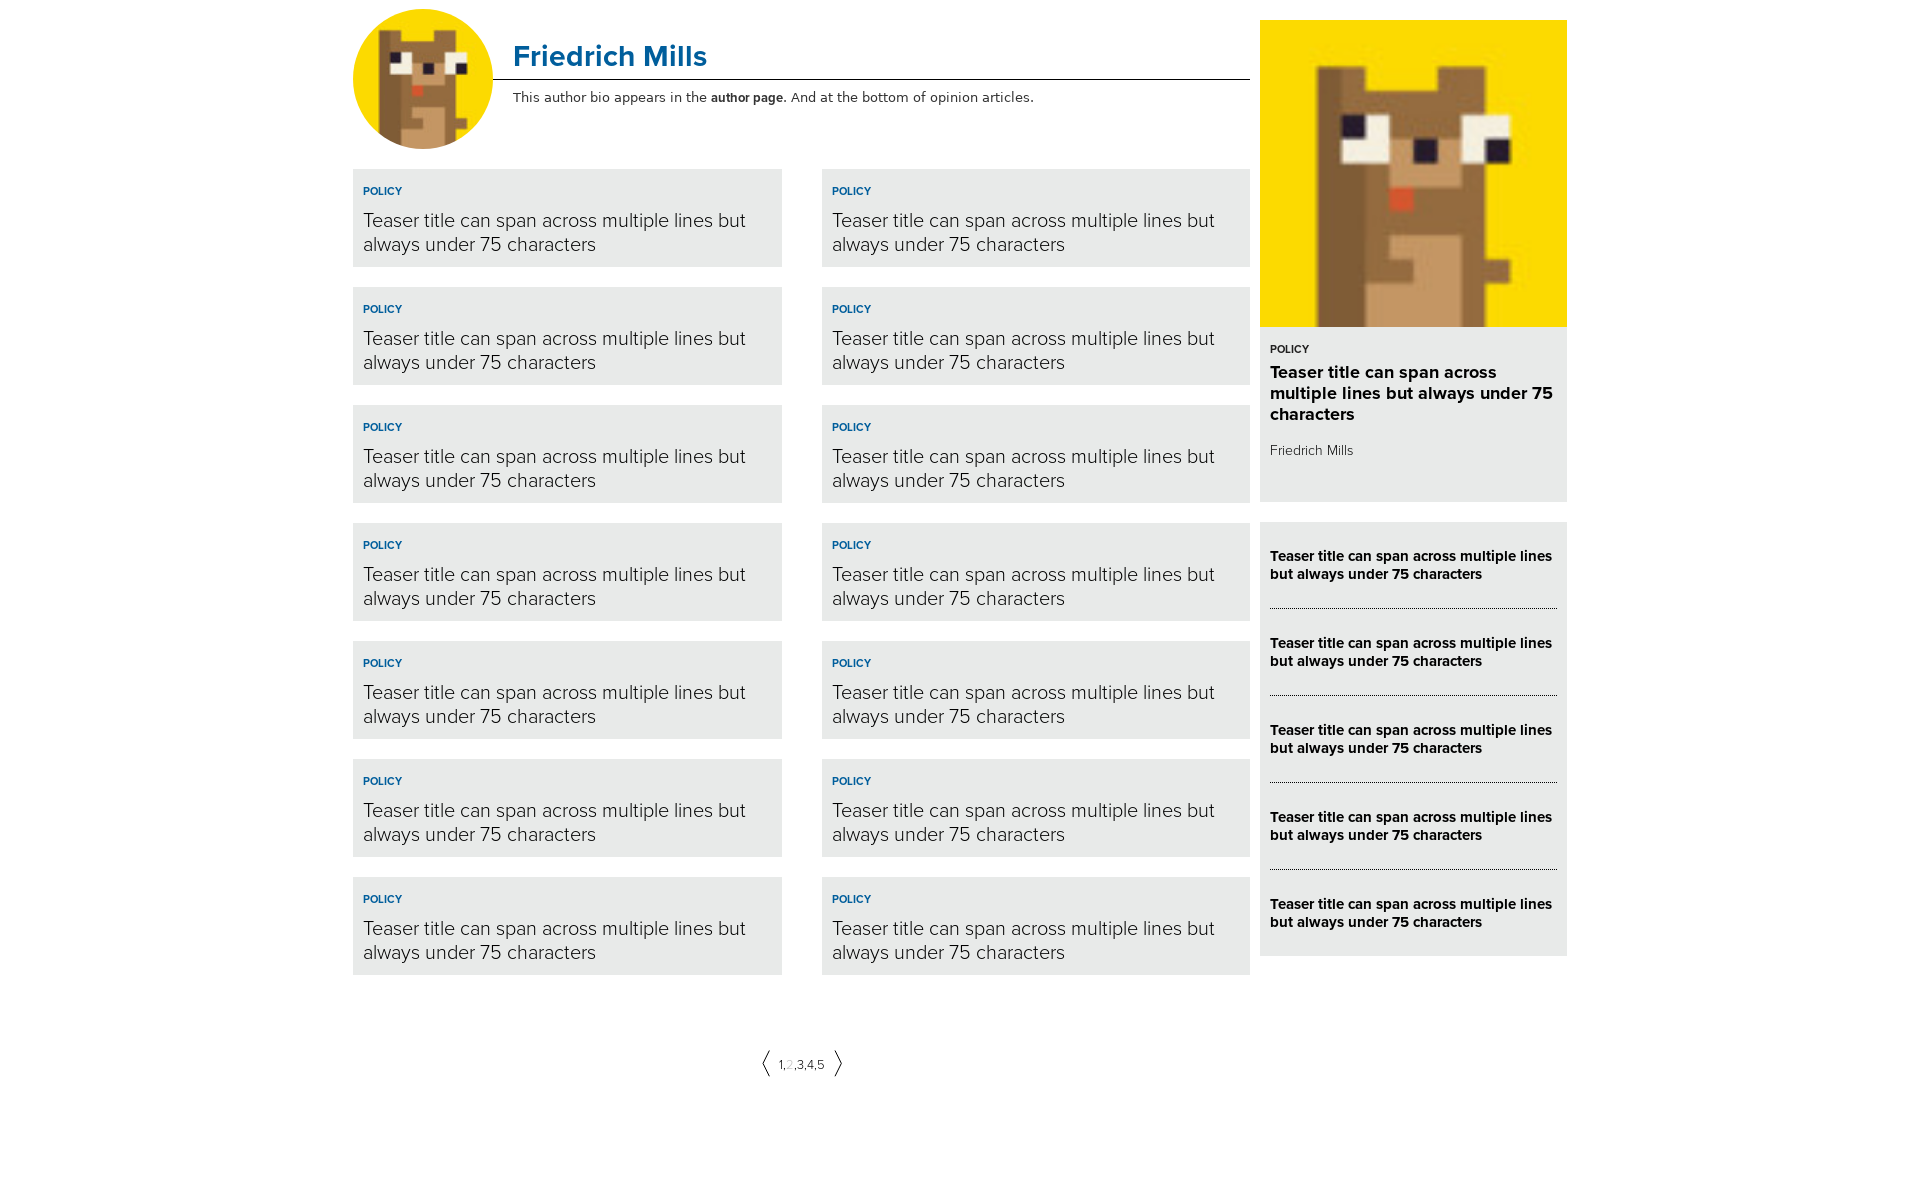 Friedrich Mills
This author bio appears in the author page. And at the bottom of opinion articles.
POLICY
Teaser title can span across multiple lines but
always under 75 characters
POLICY
Teaser title can span across multiple lines but
always under 75 characters
POLICY
Teaser title can span across multiple lines but
always under 75 characters
POLICY
Teaser title can span across multiple lines but
always under 75 characters
POLICY
Teaser title can span across multiple lines but
always under 75 characters
POLICY
Teaser title can span across multiple lines but
always under 75 characters
POLICY
Teaser title can span across multiple lines but
always under 75 characters
POLICY
Teaser title can span across multiple lines but
always under 75 characters
POLICY
Teaser title can span across multiple lines but
always under 75 characters
POLICY
Teaser title can span across multiple lines but
always under 75 characters
POLICY
Teaser title can span across multiple lines but
always under 75 characters
POLICY
Teaser title can span across multiple lines but
always under 75 characters
POLICY
Teaser title can span across multiple lines but
always under 75 characters
POLICY
Teaser title can span across multiple lines but
always under 75 characters
1,2,3,4,5
POLICY
Teaser title can span across
multiple lines but always under 75
characters
Friedrich Mills
Teaser title can span across multiple lines
but always under 75 characters
Teaser title can span across multiple lines
but always under 75 characters
Teaser title can span across multiple lines
but always under 75 characters
Teaser title can span across multiple lines
but always under 75 characters
Teaser title can span across multiple lines
but always under 75 characters